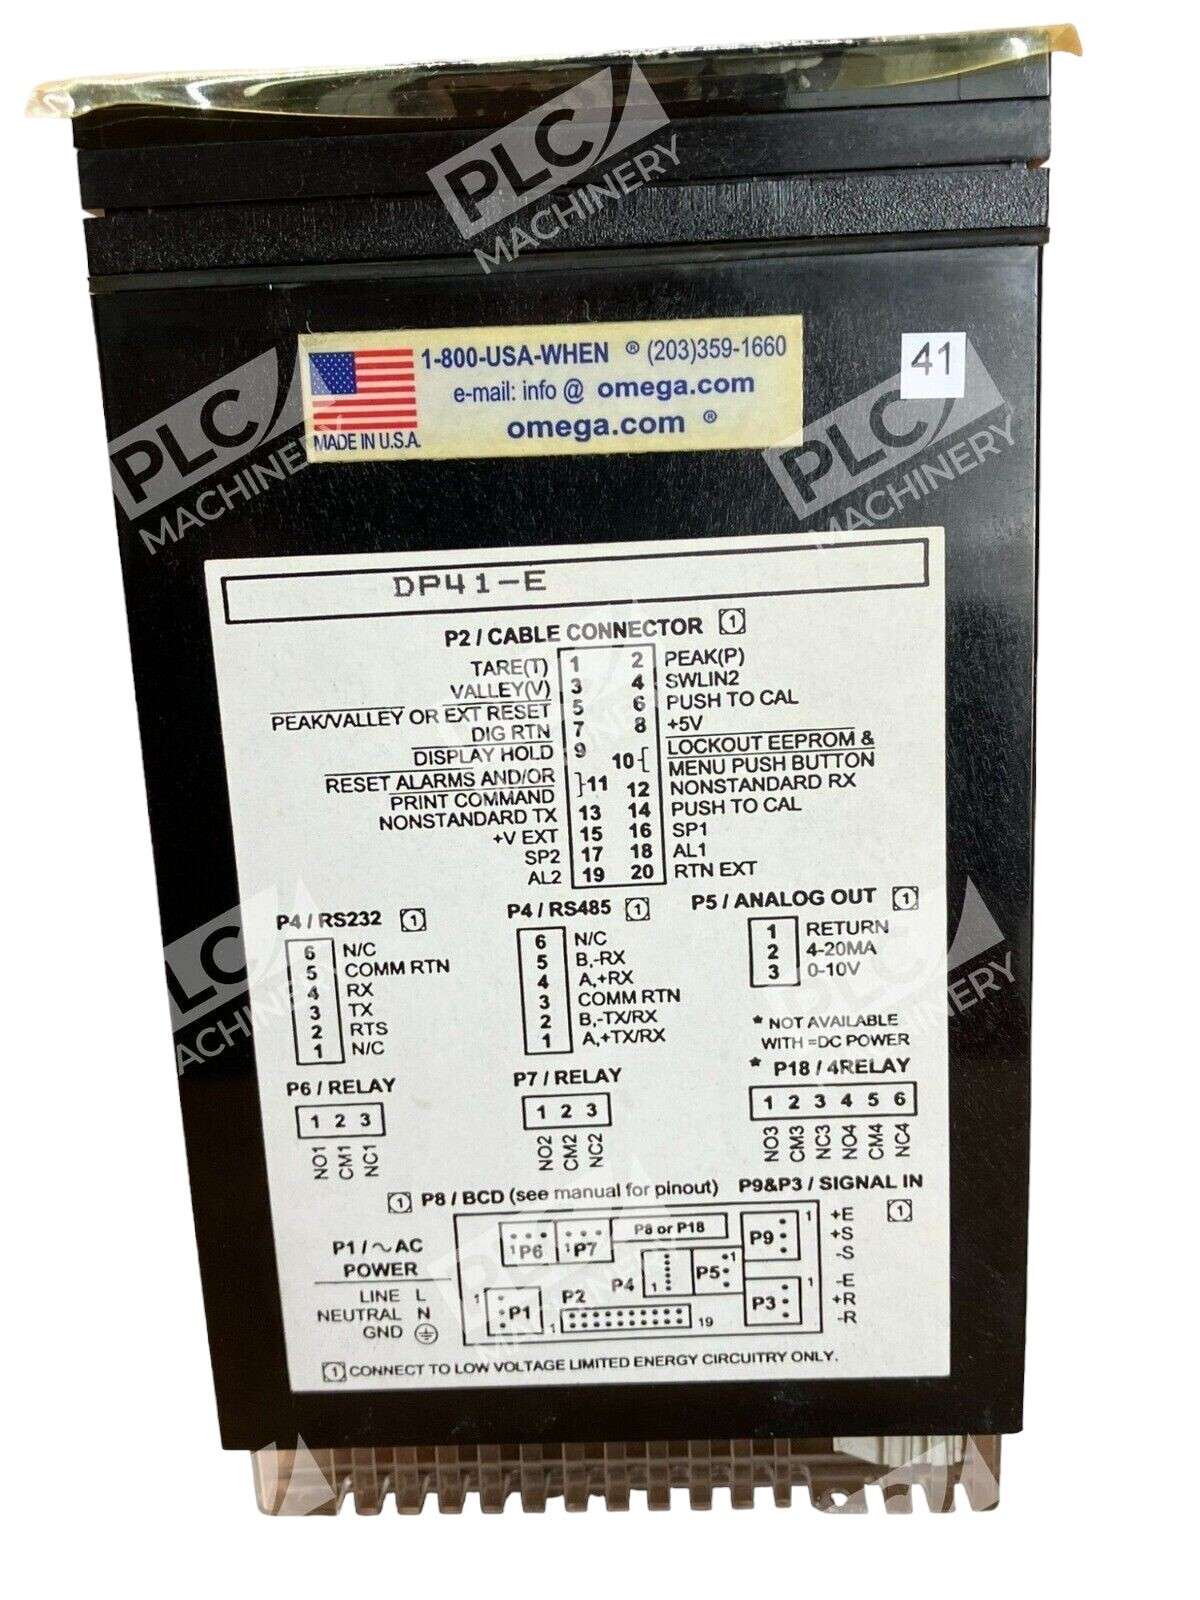 PLC
MACHINERY
1-800-USA-WHEN ® (203)359-1660
e-mail: info @ omega.com
omega.com ®
MADE IN U.S.A.
41
DP41-E
P2 / CABLE CONNECTOR 1
TARE(T) 1 2 PEAK(P)
VALLEY(V) 3 4 SWLIN2
PEAK/VALLEY OR EXT RESET 5 6 PUSH TO CAL
DIG RTN 7 8 +5V
DISPLAY HOLD 9 10 LOCKOUT EEPROM &
MENU PUSH BUTTON
RESET ALARMS AND/OR 11 12 NONSTANDARD RX
PRINT COMMAND
NONSTANDARD TX 13 14 PUSH TO CAL
+V EXT 15 16 SP1
SP2 17 18 AL1
AL2 19 20 RTN EXT
P4 / RS232 1
6 N/C
5 COMM RTN
4 RX
3 TX
2 RTS
1 N/C
P4 / RS485 1
6 N/C
5 B,-RX
4 A,+RX
3 COMM RTN
2 B,-TX/RX
1 A,+TX/RX
P5 / ANALOG OUT 1
1 RETURN
2 4-20MA
3 0-10V
* NOT AVAILABLE
WITH =DC POWER
P6 / RELAY
1 2 3
NO1 CM1 NC1
P7 / RELAY
1 2 3
NO2 CM2 NC2
* P18 / 4RELAY
1 2 3 4 5 6
NO3 CM3 NC3 NO4 CM4 NC4
1 P8 / BCD (see manual for pinout)
P9&P3 / SIGNAL IN
1
P1 / ~ AC
POWER
LINE L
NEUTRAL N
GND
1 P6 1 P7 P8 or P18
P9 1 +E
+S
-S
P4 1 P5 1
P3 1 -E
+R
-R
1 P1 P2 1 19
1 CONNECT TO LOW VOLTAGE LIMITED ENERGY CIRCUITRY ONLY.